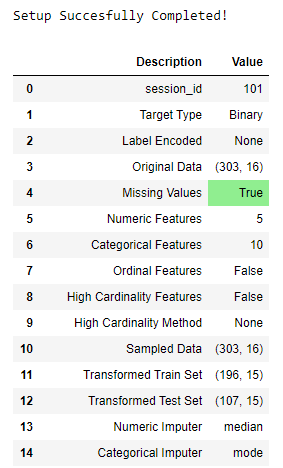 Setup Succesfully Completed!
Description Value
0 session_id 101
1 Target Type Binary
2 Label Encoded None
3 Original Data (303, 16)
4 Missing Values True
5 Numeric Features 5
6 Categorical Features 10
7 Ordinal Features False
8 High Cardinality Features False
9 High Cardinality Method None
10 Sampled Data (303, 16)
11 Transformed Train Set (196, 15)
12 Transformed Test Set (107, 15)
13 Numeric Imputer median
14 Categorical Imputer mode